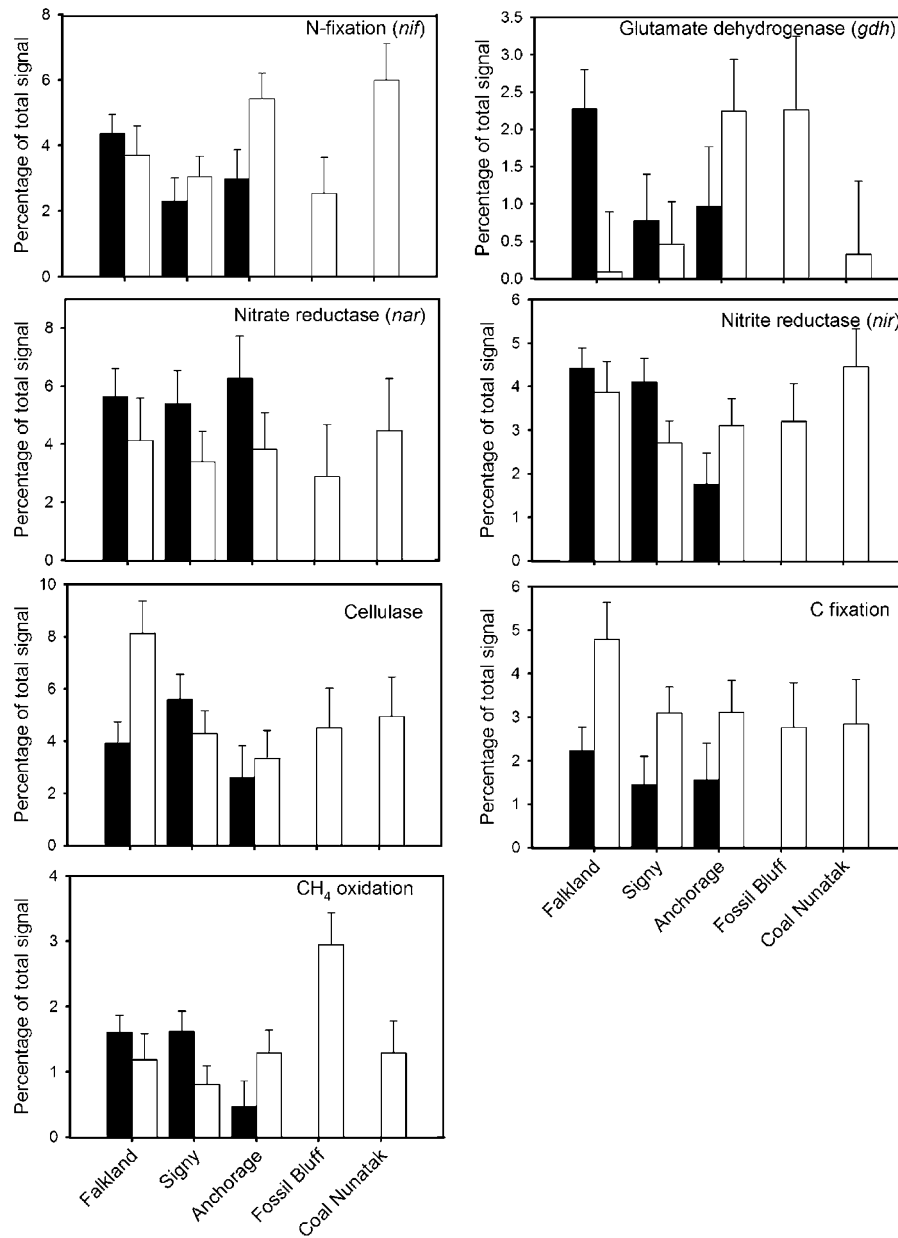 N-fixation (nif)
Percentage of total signal
8
6
4
2
0
Glutamate dehydrogenase (gdh)
Percentage of total signal
3.5
3.0
2.5
2.0
1.5
1.0
0.5
0.0
Nitrate reductase (nar)
Percentage of total signal
8
6
4
2
0
Nitrite reductase (nir)
Percentage of total signal
6
5
4
3
2
1
0
Cellulase
Percentage of total signal
10
8
6
4
2
0
C fixation
Percentage of total signal
6
5
4
3
2
1
0
Falkland
Signy
Anchorage
Fossil Bluff
Coal Nunatak
CH4 oxidation
Percentage of total signal
4
3
2
1
0
Falkland
Signy
Anchorage
Fossil Bluff
Coal Nunatak